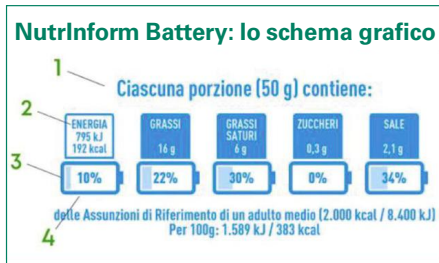 NutrInform Battery: lo schema grafico
1
Ciascuna porzione (50 g) contiene:
2
ENERGIA
795 kJ
192 kcal
GRASSI
16 g
GRASSI
SATURI
6 g
ZUCCHERI
0,3 g
SALE
2,1 g
3
10%
22%
30%
0%
34%
4
delle Assunzioni di Riferimento di un adulto medio (2.000 kcal / 8.400 kJ)
Per 100g: 1.589 kJ / 383 kcal